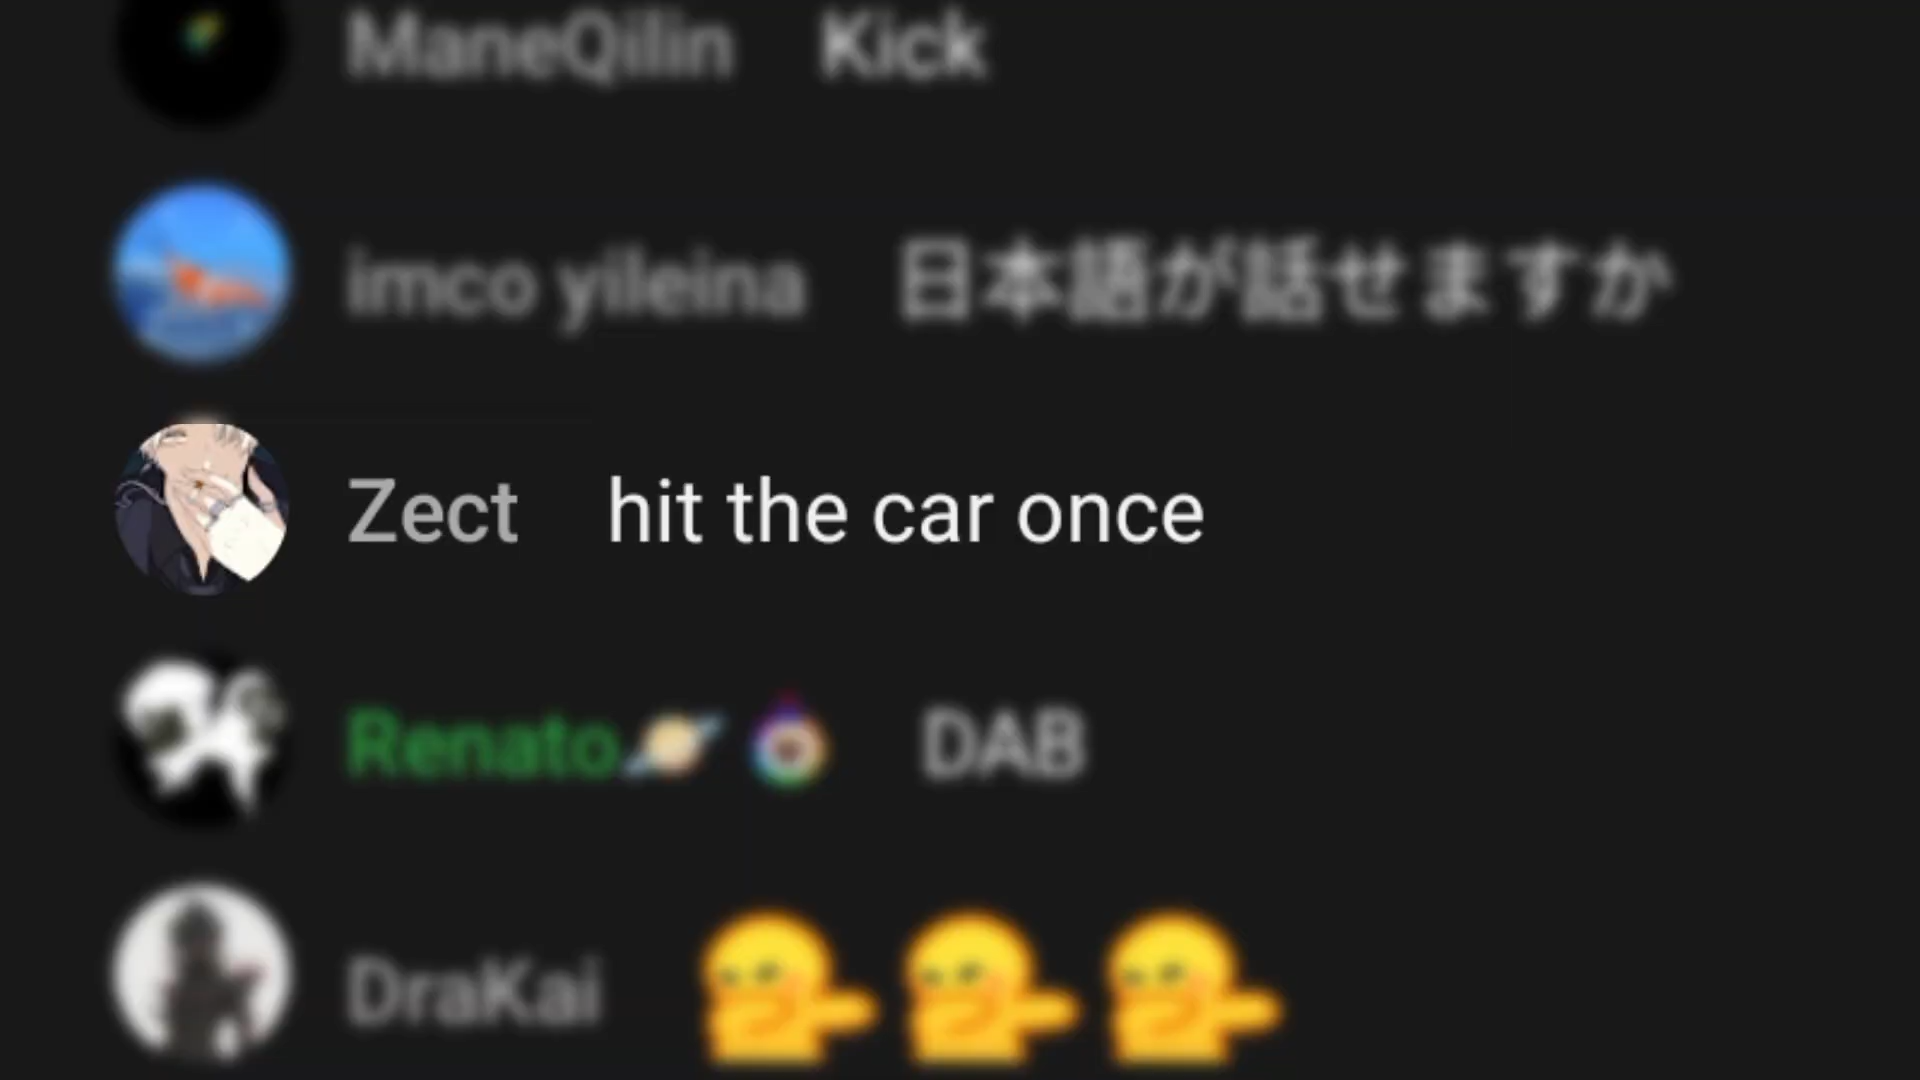 ManeQilin Kick
imco yileina 日本語が話せますか
Zect hit the car once
Renato🪐 DAB
DraKai